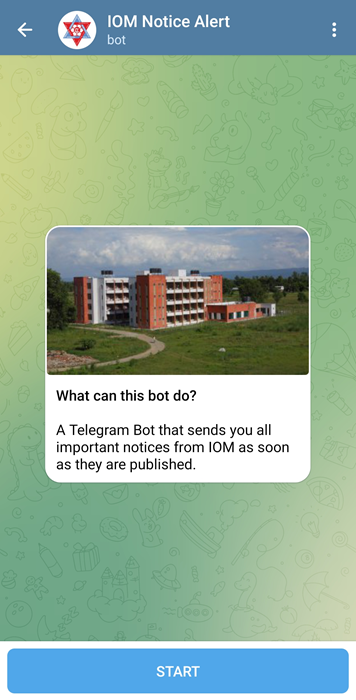 IOM Notice Alert
bot
What can this bot do?
A Telegram Bot that sends you all
important notices from IOM as soon
as they are published.
START